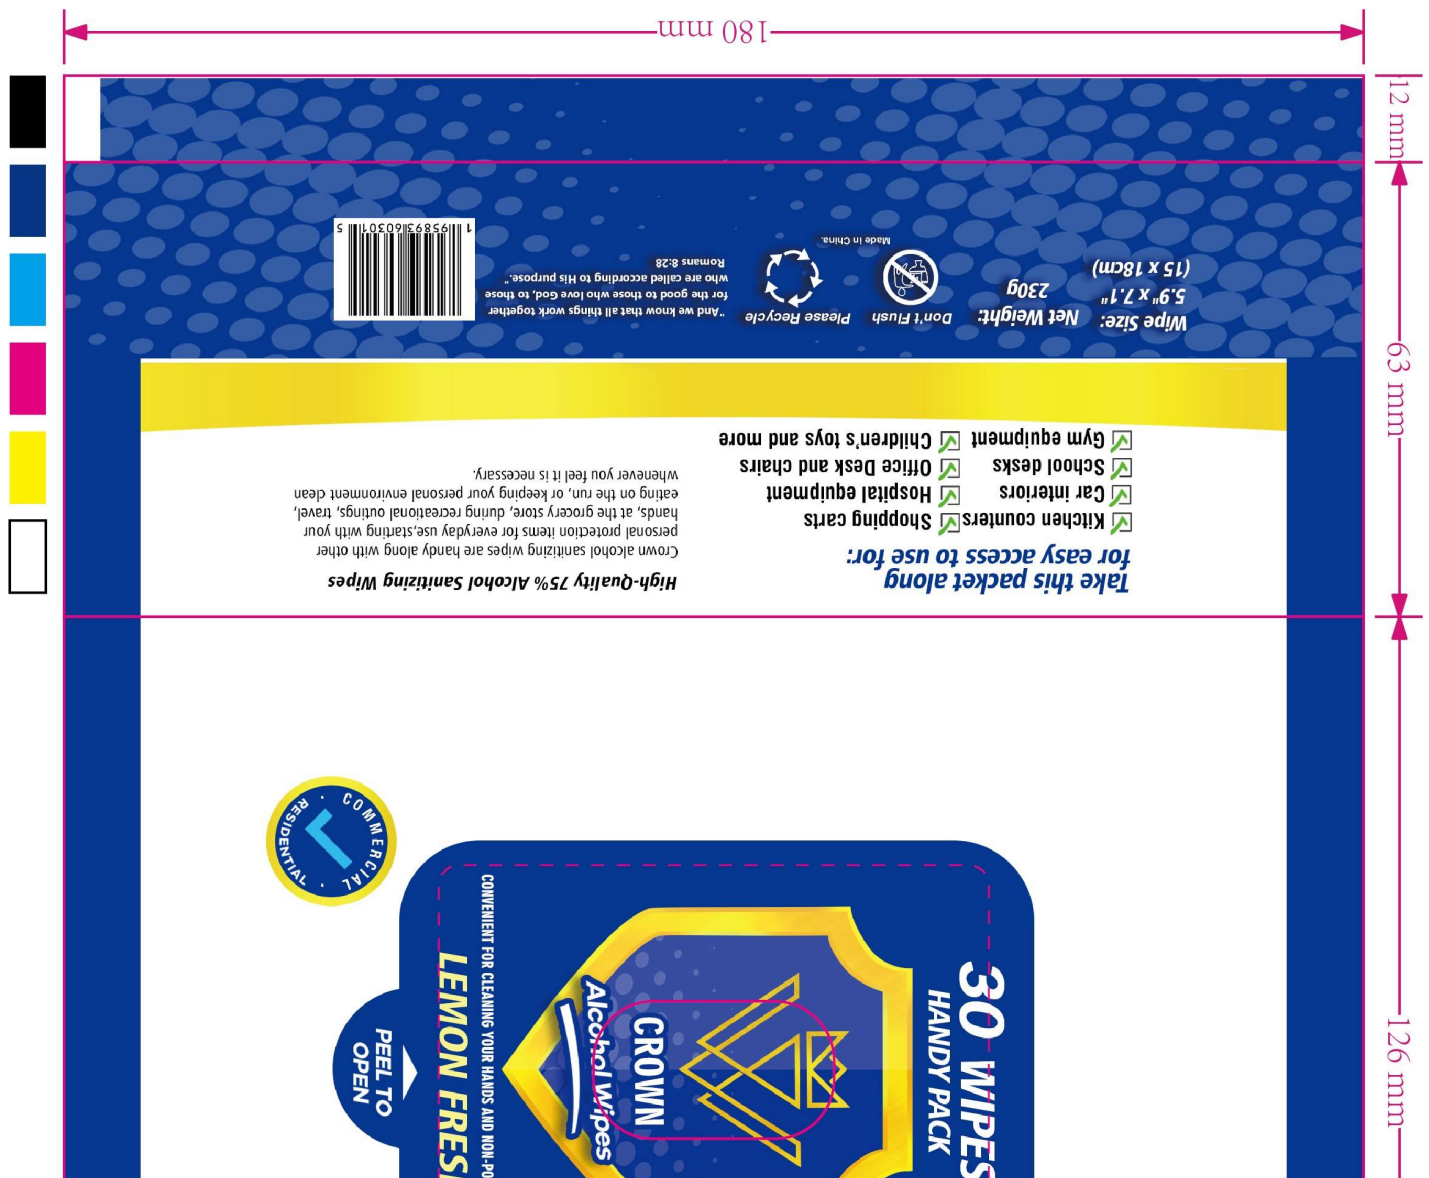 180 mm
12 mm
63 mm
126 mm
Take this packet along
for easy access to use for:
Kitchen counters
Shopping carts
Car interiors
Hospital equipment
School desks
Office Desk and chairs
Gym equipment
Children's toys and more
High-Quality 75% Alcohol Sanitizing Wipes
Crown alcohol sanitizing wipes are handy along with other
personal protection items for everyday use,starting with your
hands, at the grocery store, during recreational outings, travel,
eating on the run, or keeping your personal environment clean
whenever you feel it is necessary.
Wipe Size:
5.9" x 7.1"
(15 x 18cm)
Net Weight:
230g
Don't Flush
Please Recycle
Made in China.
"And we know that all things work together
for the good to those who love God, to those
who are called according to His purpose."
Romans 8:28
1 95893 60301 5
COMMERCIAL · RESIDENTIAL ·
30 WIPES
HANDY PACK
CROWN
Alcohol Wipes
CONVENIENT FOR CLEANING YOUR HANDS AND NON-PO
LEMON FRES
PEEL TO
OPEN